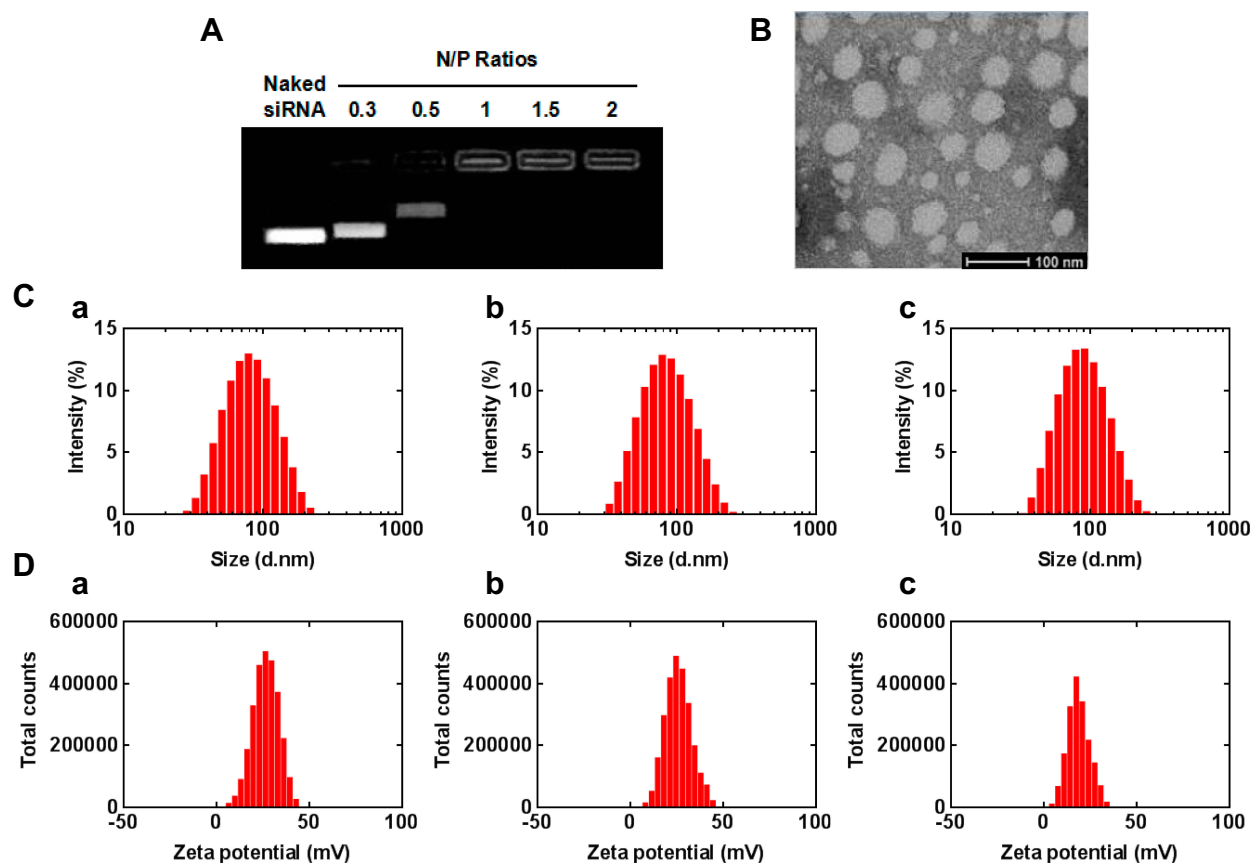 A
B
N/P Ratios
Naked
siRNA 0.3 0.5 1 1.5 2
100 nm
C
a
b
c
15
10
5
0
Intensity (%)
10 100 1000
Size (d.nm)
15
10
5
0
Intensity (%)
10 100 1000
Size (d.nm)
15
10
5
0
Intensity (%)
10 100 1000
Size (d.nm)
D
a
b
c
600000
400000
200000
0
Total counts
-50 0 50 100
Zeta potential (mV)
600000
400000
200000
0
Total counts
-50 0 50 100
Zeta potential (mV)
600000
400000
200000
0
Total counts
-50 0 50 100
Zeta potential (mV)